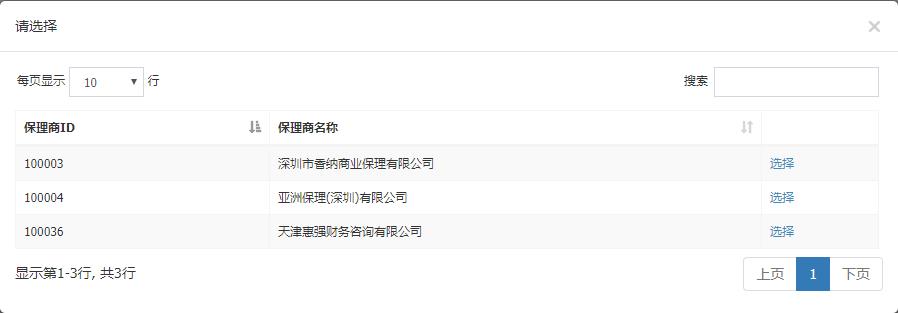 请选择 ×
每页显示 10 行 搜索
保理商ID 保理商名称
100003 深圳市香纳商业保理有限公司 选择
100004 亚洲保理(深圳)有限公司 选择
100036 天津惠强财务咨询有限公司 选择
显示第1-3行, 共3行 上页 1 下页